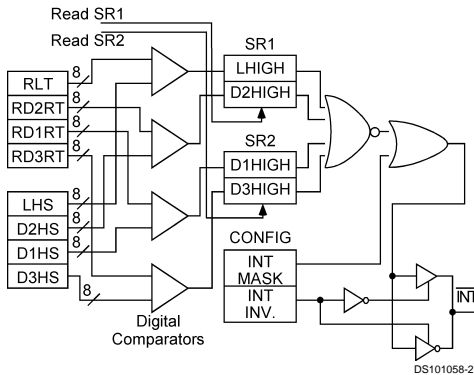 Read SR1
Read SR2
SR1
LHIGH
D2HIGH
SR2
D1HIGH
D3HIGH
RLT
RD2RT
RD1RT
RD3RT
8
8
8
8
LHS
D2HS
D1HS
D3HS
8
8
8
8
Digital
Comparators
CONFIG
INT
MASK
INT
INV.
INT
DS101058-2